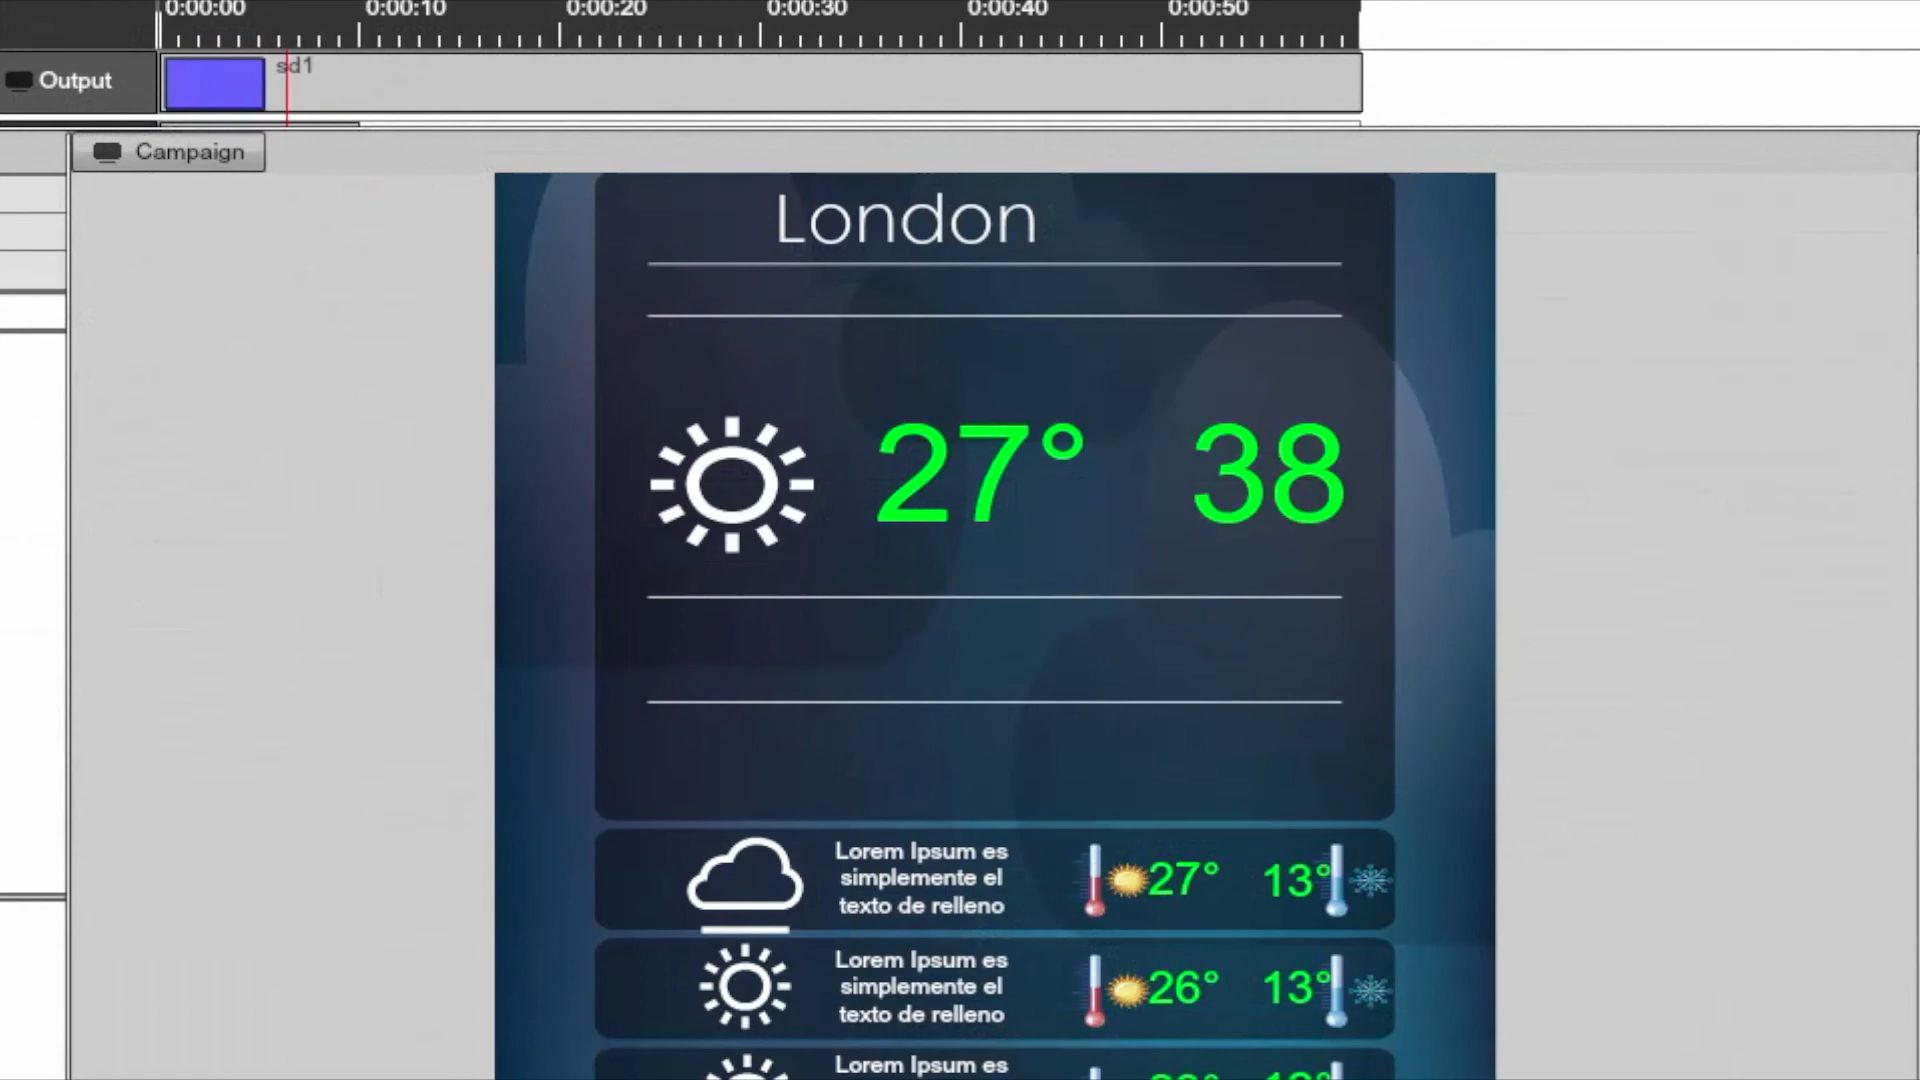 0:00:00 0:00:10 0:00:20 0:00:30 0:00:40 0:00:50
Output
sd1
Campaign
London
27° 38
Lorem Ipsum es
simplemente el
texto de relleno
27° 13°
Lorem Ipsum es
simplemente el
texto de relleno
26° 13°
Lorem Ipsum es